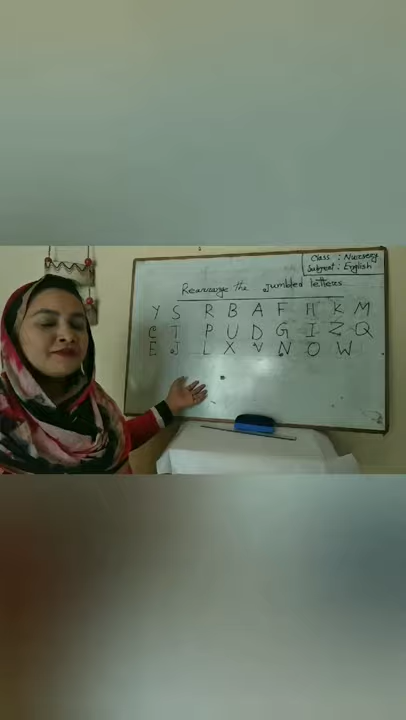 Class : Nursery
Subject : English
Rearrange the Jumbled letters
Y S R B A F H K M
C T P U D G I Z Q
E J L X V N O W